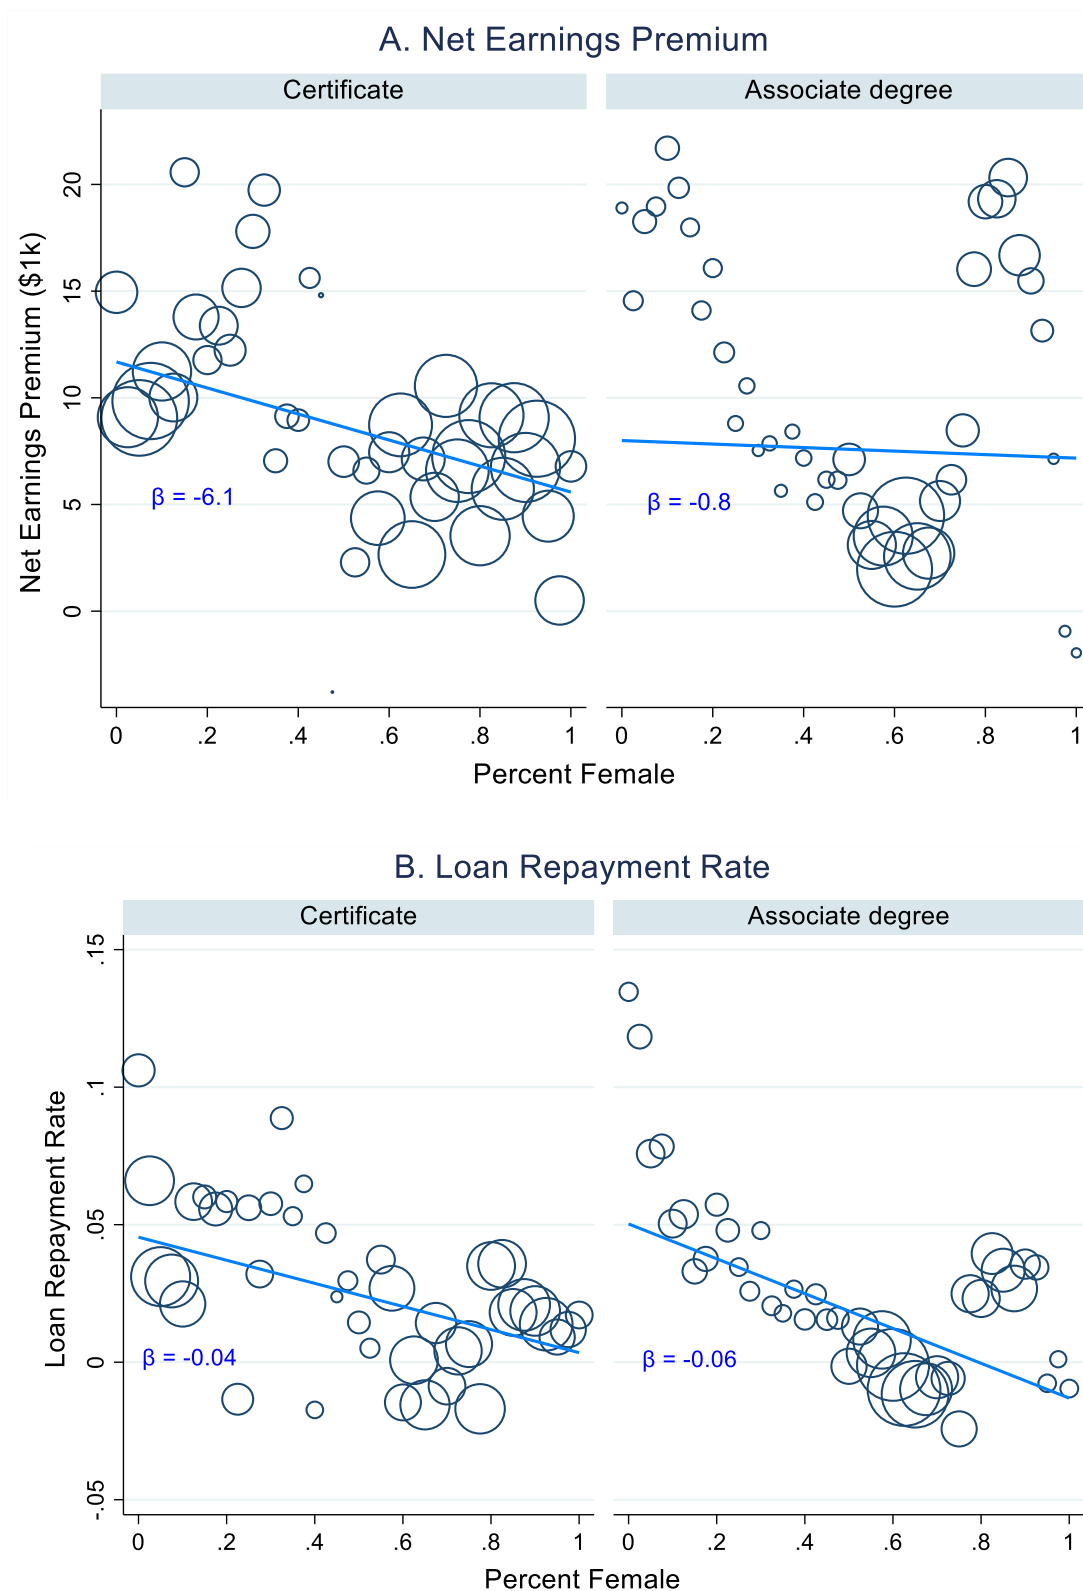 A. Net Earnings Premium
Certificate
Associate degree
Net Earnings Premium ($1k)
20
15
10
5
0
β = -6.1
β = -0.8
0 .2 .4 .6 .8 1
0 .2 .4 .6 .8 1
Percent Female
B. Loan Repayment Rate
Certificate
Associate degree
Loan Repayment Rate
.15
.1
.05
0
-.05
β = -0.04
β = -0.06
0 .2 .4 .6 .8 1
0 .2 .4 .6 .8 1
Percent Female